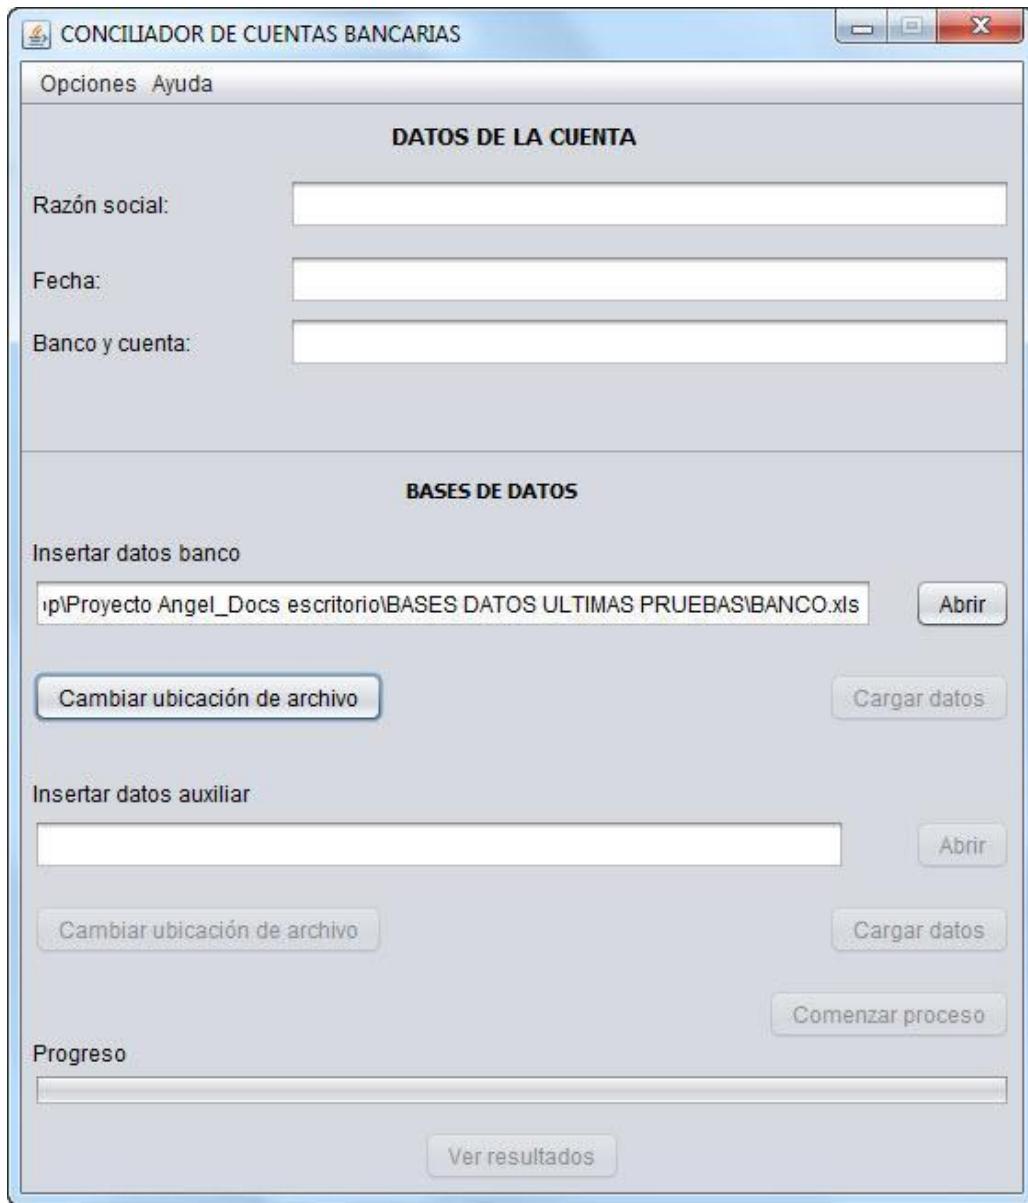 CONCILIADOR DE CUENTAS BANCARIAS
Opciones Ayuda
DATOS DE LA CUENTA
Razón social:
Fecha:
Banco y cuenta:
BASES DE DATOS
Insertar datos banco
p\Proyecto Angel_Docs escritorio\BASES DATOS ULTIMAS PRUEBAS\BANCO.xls Abrir
Cambiar ubicación de archivo Cargar datos
Insertar datos auxiliar
Abrir
Cambiar ubicación de archivo Cargar datos
Comenzar proceso
Progreso
Ver resultados